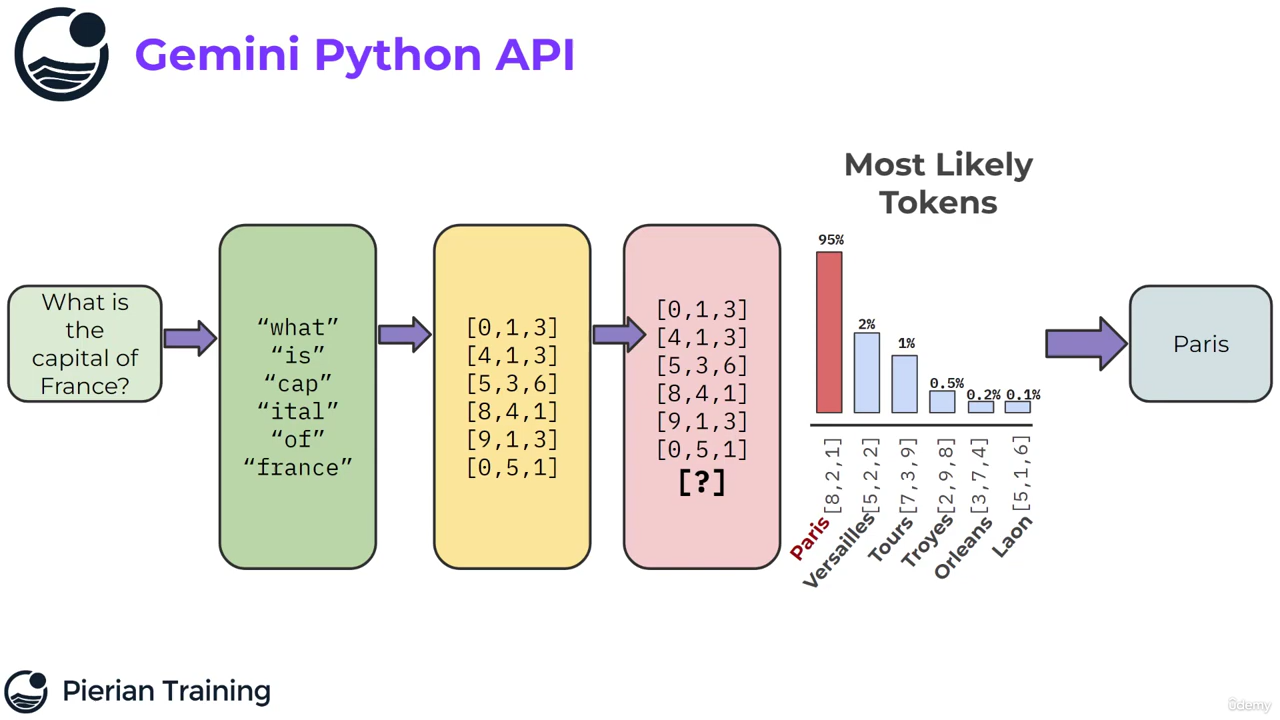 Gemini Python API
What is
the
capital of
France?
“what”
“is”
“cap”
“ital”
“of”
“france”
[0,1,3]
[4,1,3]
[5,3,6]
[8,4,1]
[9,1,3]
[0,5,1]
[0,1,3]
[4,1,3]
[5,3,6]
[8,4,1]
[9,1,3]
[0,5,1]
[?]
Most Likely
Tokens
95%
2%
1%
0.5%
0.2%
0.1%
[8,2,1]
[5,2,2]
[7,3,9]
[2,9,8]
[3,7,4]
[5,1,6]
Paris
Versailles
Tours
Troyes
Orleans
Laon
Paris
Pierian Training
ûdemy